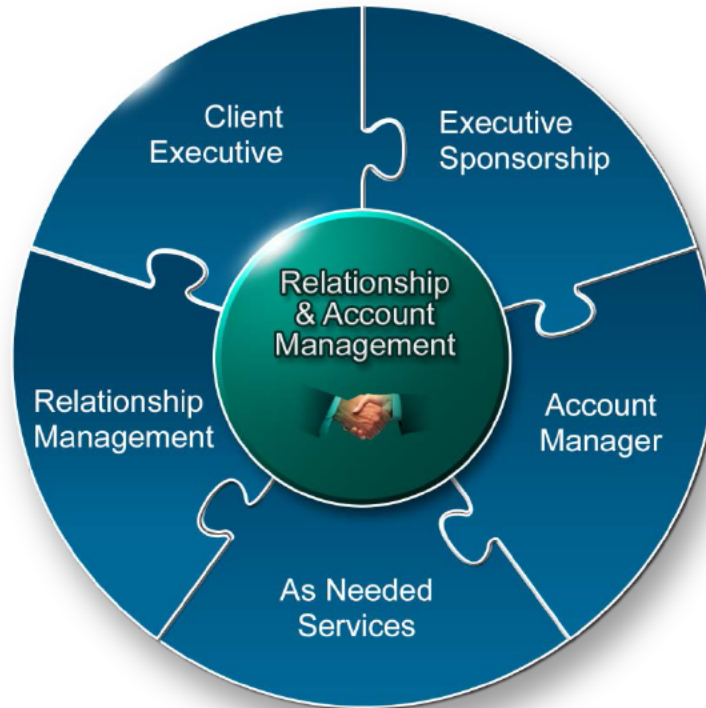 Client
Executive
Executive
Sponsorship
Relationship
& Account
Management
Relationship
Management
Account
Manager
As Needed
Services